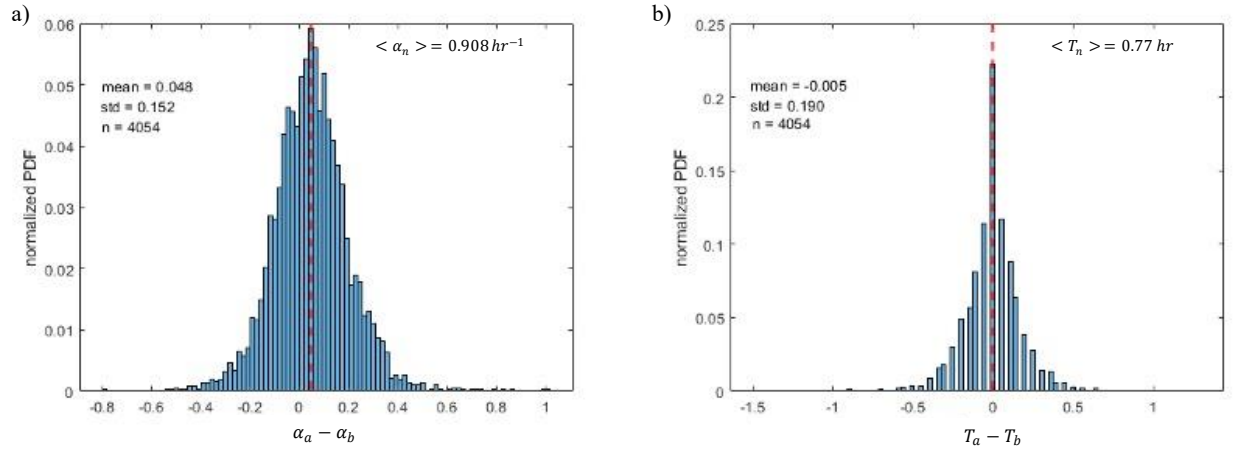 a)
< α_n > = 0.908 hr⁻¹
mean = 0.048
std = 0.152
n = 4054
normalized PDF
0.06
0.05
0.04
0.03
0.02
0.01
0
-0.8 -0.6 -0.4 -0.2 0 0.2 0.4 0.6 0.8 1
α_a − α_b
b)
< T_n > = 0.77 hr
mean = -0.005
std = 0.190
n = 4054
normalized PDF
0.25
0.2
0.15
0.1
0.05
0
-1.5 -1 -0.5 0 0.5 1
T_a − T_b